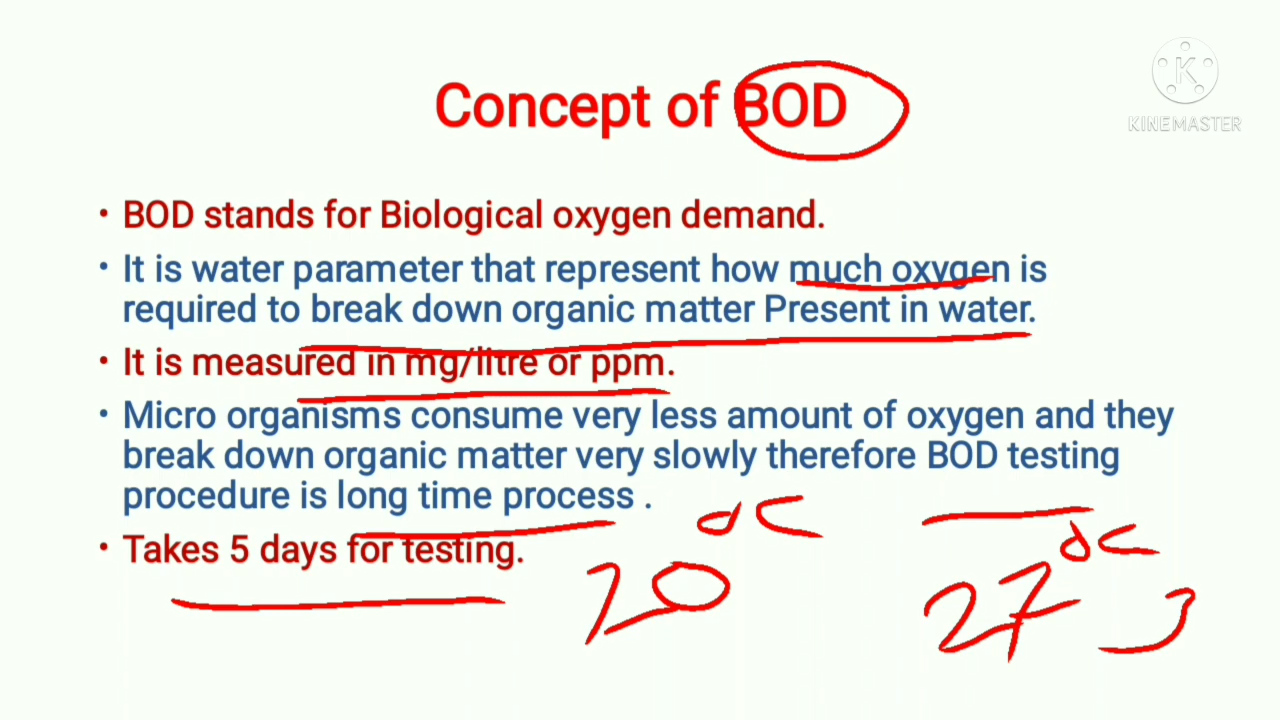 Concept of BOD
KINEMASTER
• BOD stands for Biological oxygen demand.
• It is water parameter that represent how much oxygen is
required to break down organic matter Present in water.
• It is measured in mg/litre or ppm.
• Micro organisms consume very less amount of oxygen and they
break down organic matter very slowly therefore BOD testing
procedure is long time process .
• Takes 5 days for testing.
20°C
27°C